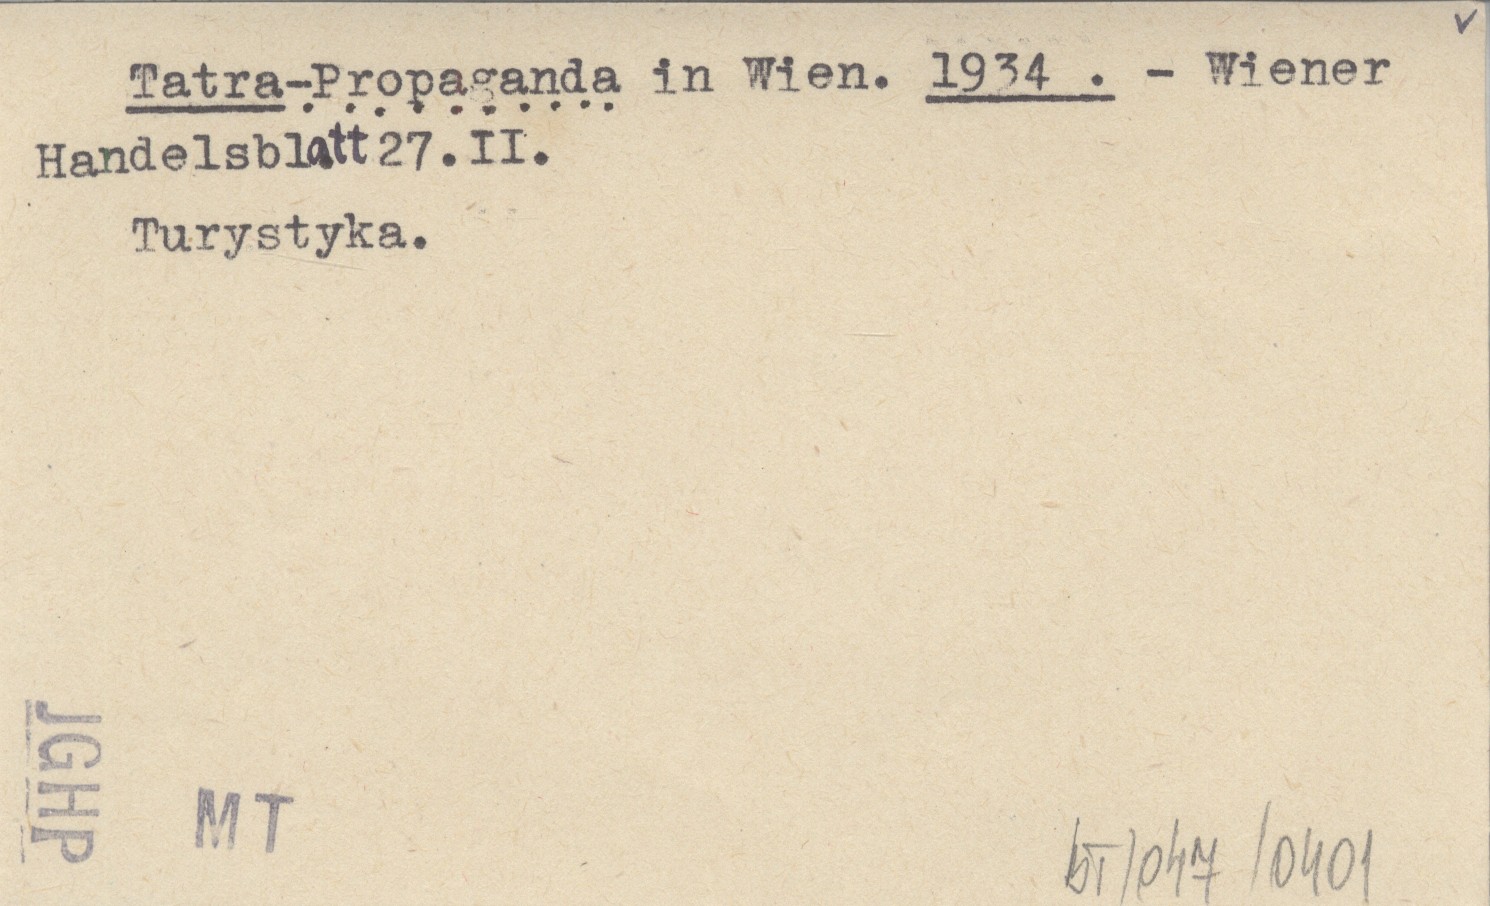 Tatra-Propaganda in Wien. 1934 . - Wiener
Handelsblatt 27.II.
Turystyka.
JGHP
MT
bT/047/0401